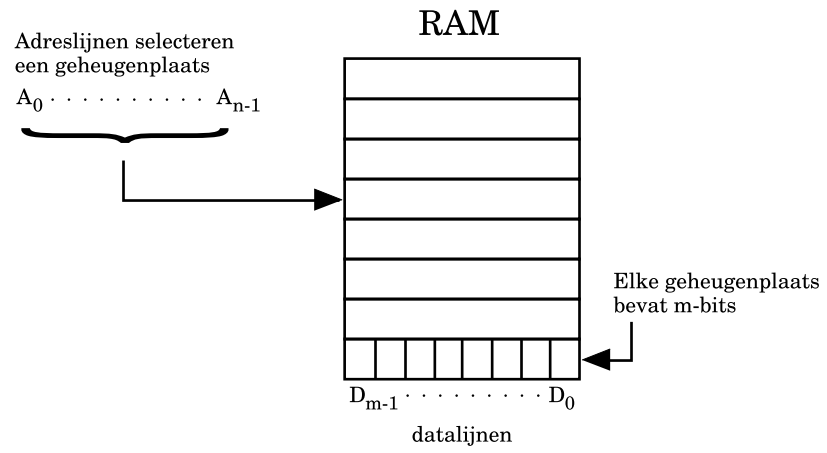 RAM
Adreslijnen selecteren
een geheugenplaats
A0 · · · · · · · · · · An-1
Elke geheugenplaats
bevat m-bits
Dm-1 · · · · · · · · · D0
datalijnen